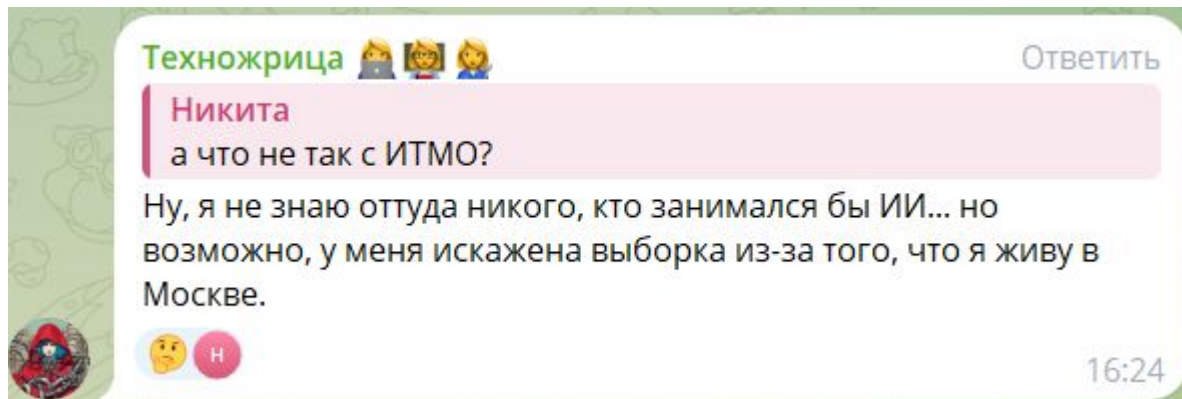 Техножрица 👩‍💻👩‍🏫👩‍💼 Ответить
Никита
а что не так с ИТМО?
Ну, я не знаю оттуда никого, кто занимался бы ИИ... но
возможно, у меня искажена выборка из-за того, что я живу в
Москве.
🤔 Н
16:24